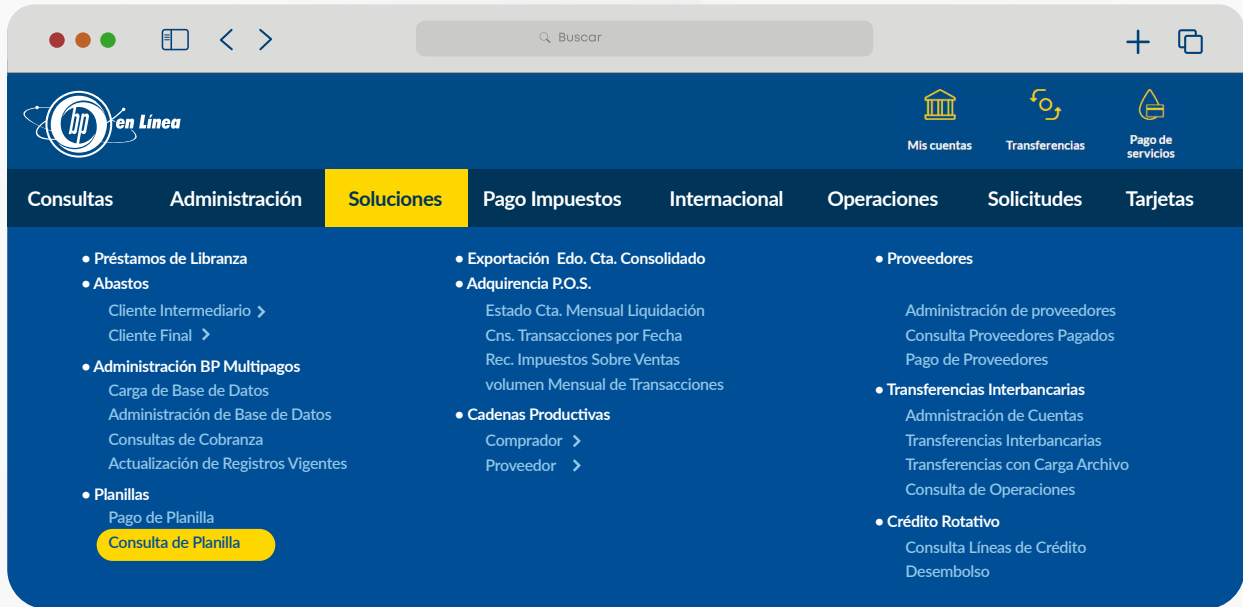 Buscar
bp en Línea
Mis cuentas
Transferencias
Pago de
servicios
Consultas Administración Soluciones Pago Impuestos Internacional Operaciones Solicitudes Tarjetas
• Préstamos de Libranza
• Abastos
Cliente Intermediario >
Cliente Final >
• Administración BP Multipagos
Carga de Base de Datos
Administración de Base de Datos
Consultas de Cobranza
Actualización de Registros Vigentes
• Planillas
Pago de Planilla
Consulta de Planilla
• Exportación Edo. Cta. Consolidado
• Adquirencia P.O.S.
Estado Cta. Mensual Liquidación
Cns. Transacciones por Fecha
Rec. Impuestos Sobre Ventas
volumen Mensual de Transacciones
• Cadenas Productivas
Comprador >
Proveedor >
• Proveedores
Administración de proveedores
Consulta Proveedores Pagados
Pago de Proveedores
• Transferencias Interbancarias
Admnistración de Cuentas
Transferencias Interbancarias
Transferencias con Carga Archivo
Consulta de Operaciones
• Crédito Rotativo
Consulta Líneas de Crédito
Desembolso